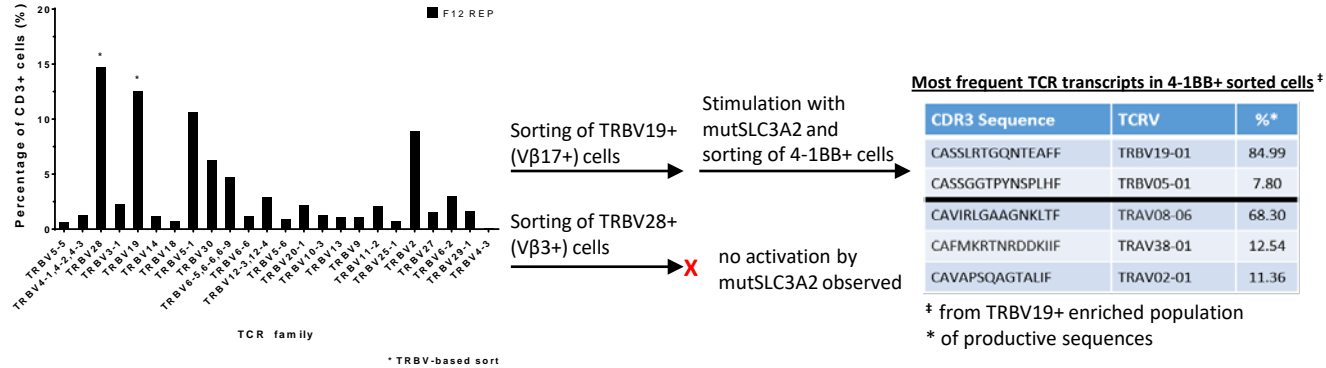 Percentage of CD3+ cells (%)
20
15
10
5
0
F12 REP
*
*
TRBV5-5
TRBV4-1,4-2,4-3
TRBV28
TRBV3-1
TRBV19
TRBV14
TRBV18
TRBV5-1
TRBV30
TRBV6-5,6-6,6-9
TRBV6-6
TRBV12-3,12-4
TRBV5-6
TRBV20-1
TRBV10-3
TRBV13
TRBV9
TRBV11-2
TRBV25-1
TRBV2
TRBV27
TRBV6-2
TRBV29-1
TRBV4-3
TCR family
* TRBV-based sort
Sorting of TRBV19+
(Vβ17+) cells
Sorting of TRBV28+
(Vβ3+) cells
Stimulation with
mutSLC3A2 and
sorting of 4-1BB+ cells
X
no activation by
mutSLC3A2 observed
Most frequent TCR transcripts in 4-1BB+ sorted cells ‡
CDR3 Sequence TCRV %*
CASSLRTGQNTEAFF TRBV19-01 84.99
CASSGGTPYNSPLHF TRBV05-01 7.80
CAVIRLGAAGNKLTF TRAV08-06 68.30
CAFMKRTNRDDKIIF TRAV38-01 12.54
CAVAPSQAGTALIF TRAV02-01 11.36
‡ from TRBV19+ enriched population
* of productive sequences